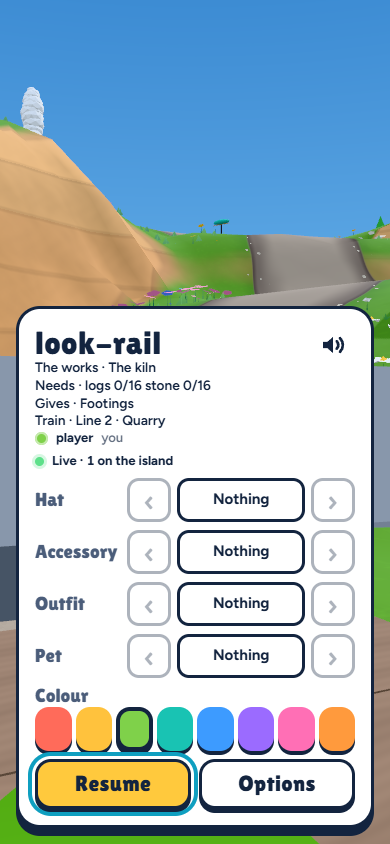 look-rail
The works · The kiln
Needs · logs 0/16 stone 0/16
Gives · Footings
Train · Line 2 · Quarry
player you
Live · 1 on the island
Hat ‹ Nothing ›
Accessory ‹ Nothing ›
Outfit ‹ Nothing ›
Pet ‹ Nothing ›
Colour
Resume Options